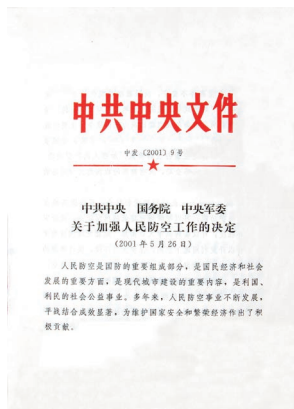 中共中央文件
中发〔2001〕9号
中共中央 国务院 中央军委
关于加强人民防空工作的决定
(2001年5月26日)
人民防空是国防的重要组成部分，是国民经济和社会
发展的重要方面，是现代城市建设的重要内容，是利国、
利民的社会公益事业。多年来，人民防空事业不断发展，
平战结合成效显著，为维护国家安全和繁荣经济作出了积
极贡献。